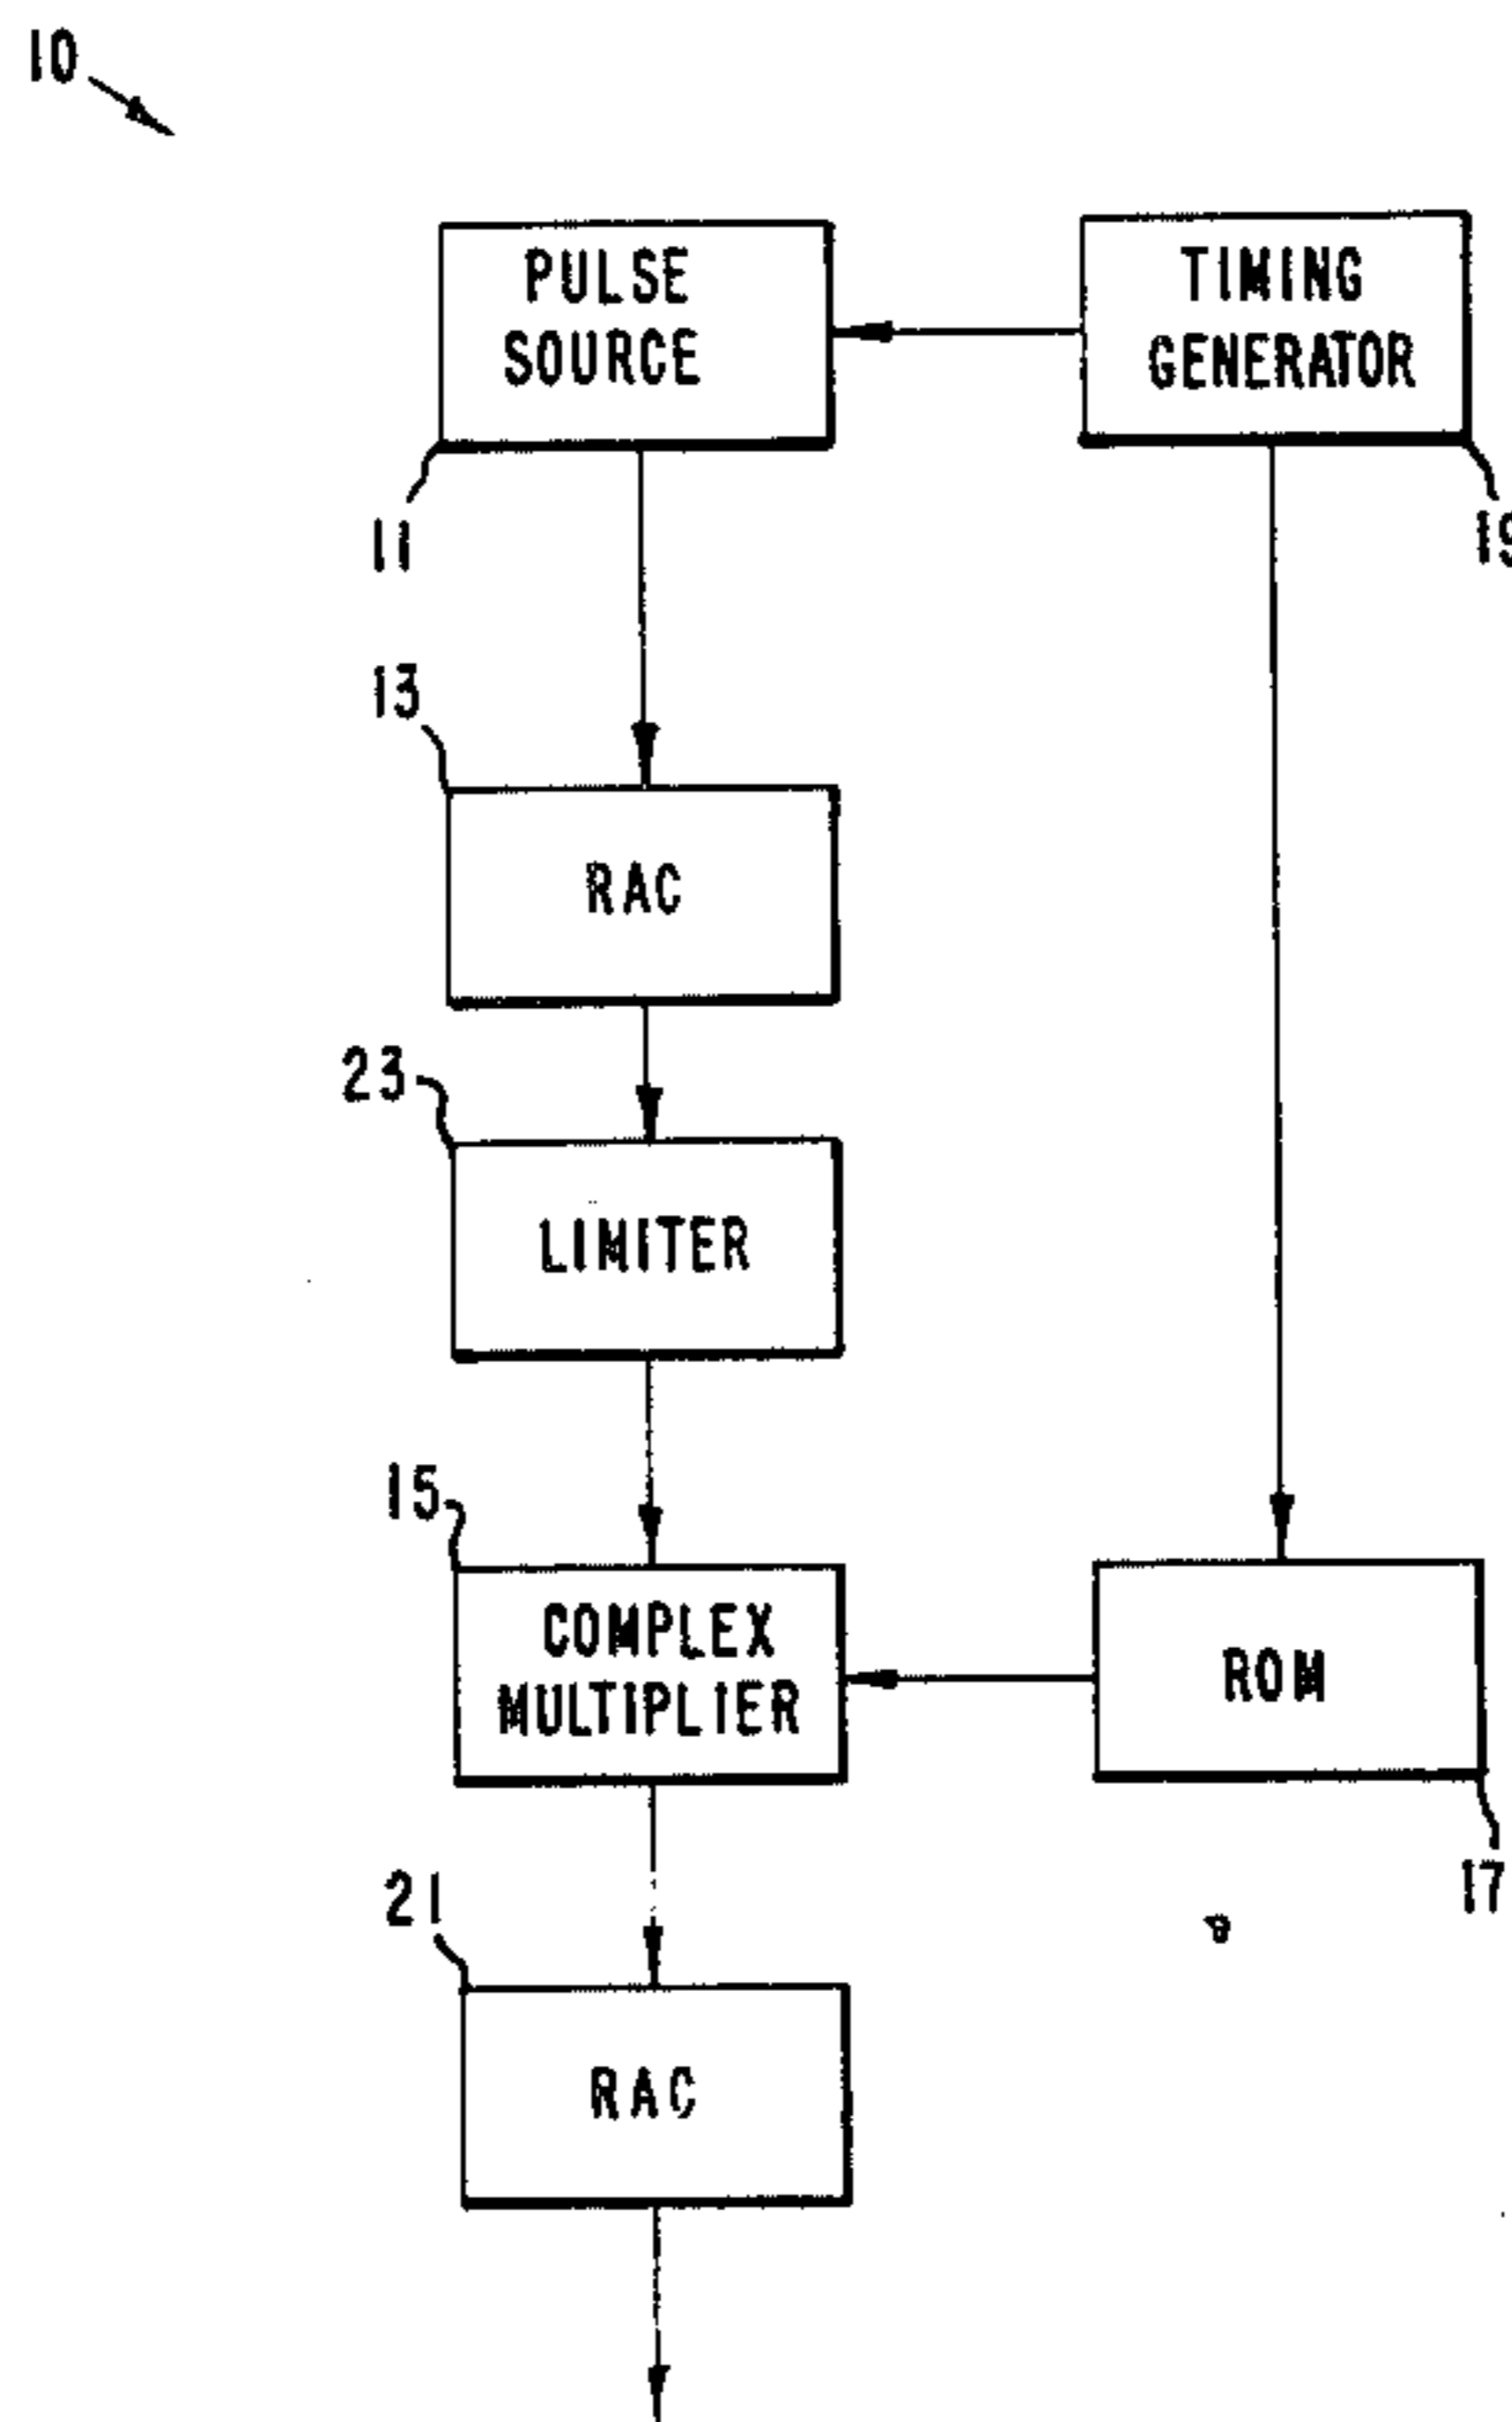 10
PULSE
SOURCE
TIMING
GENERATOR
11
19
13
RAC
23
LIMITER
15
COMPLEX
MULTIPLIER
ROM
21
17
RAC